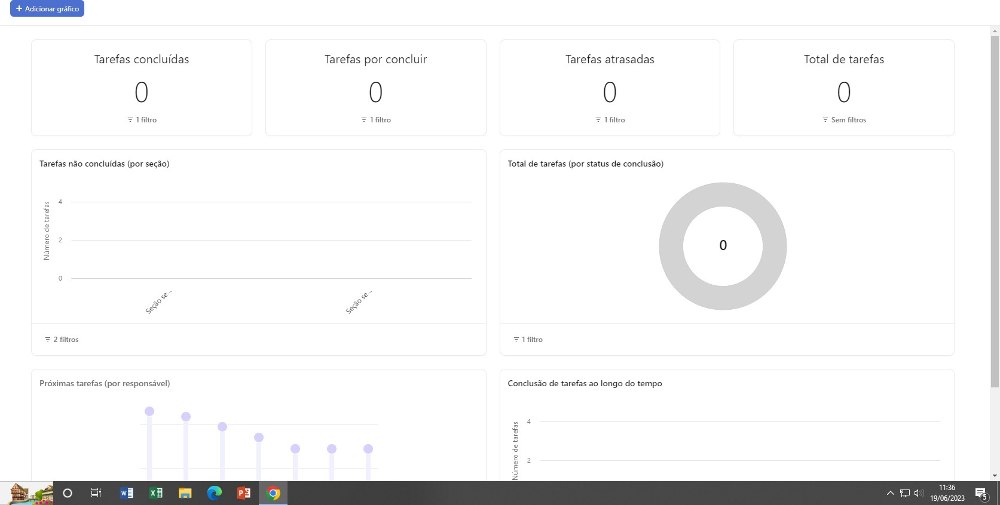 + Adicionar gráfico
Tarefas concluídas
0
1 filtro
Tarefas por concluir
0
1 filtro
Tarefas atrasadas
0
1 filtro
Total de tarefas
0
Sem filtros
Tarefas não concluídas (por seção)
Número de tarefas
4
2
0
Seção se...
Seção se...
2 filtros
Total de tarefas (por status de conclusão)
0
1 filtro
Próximas tarefas (por responsável)
Conclusão de tarefas ao longo do tempo
Número de tarefas
4
2
11:36
19/06/2023
5